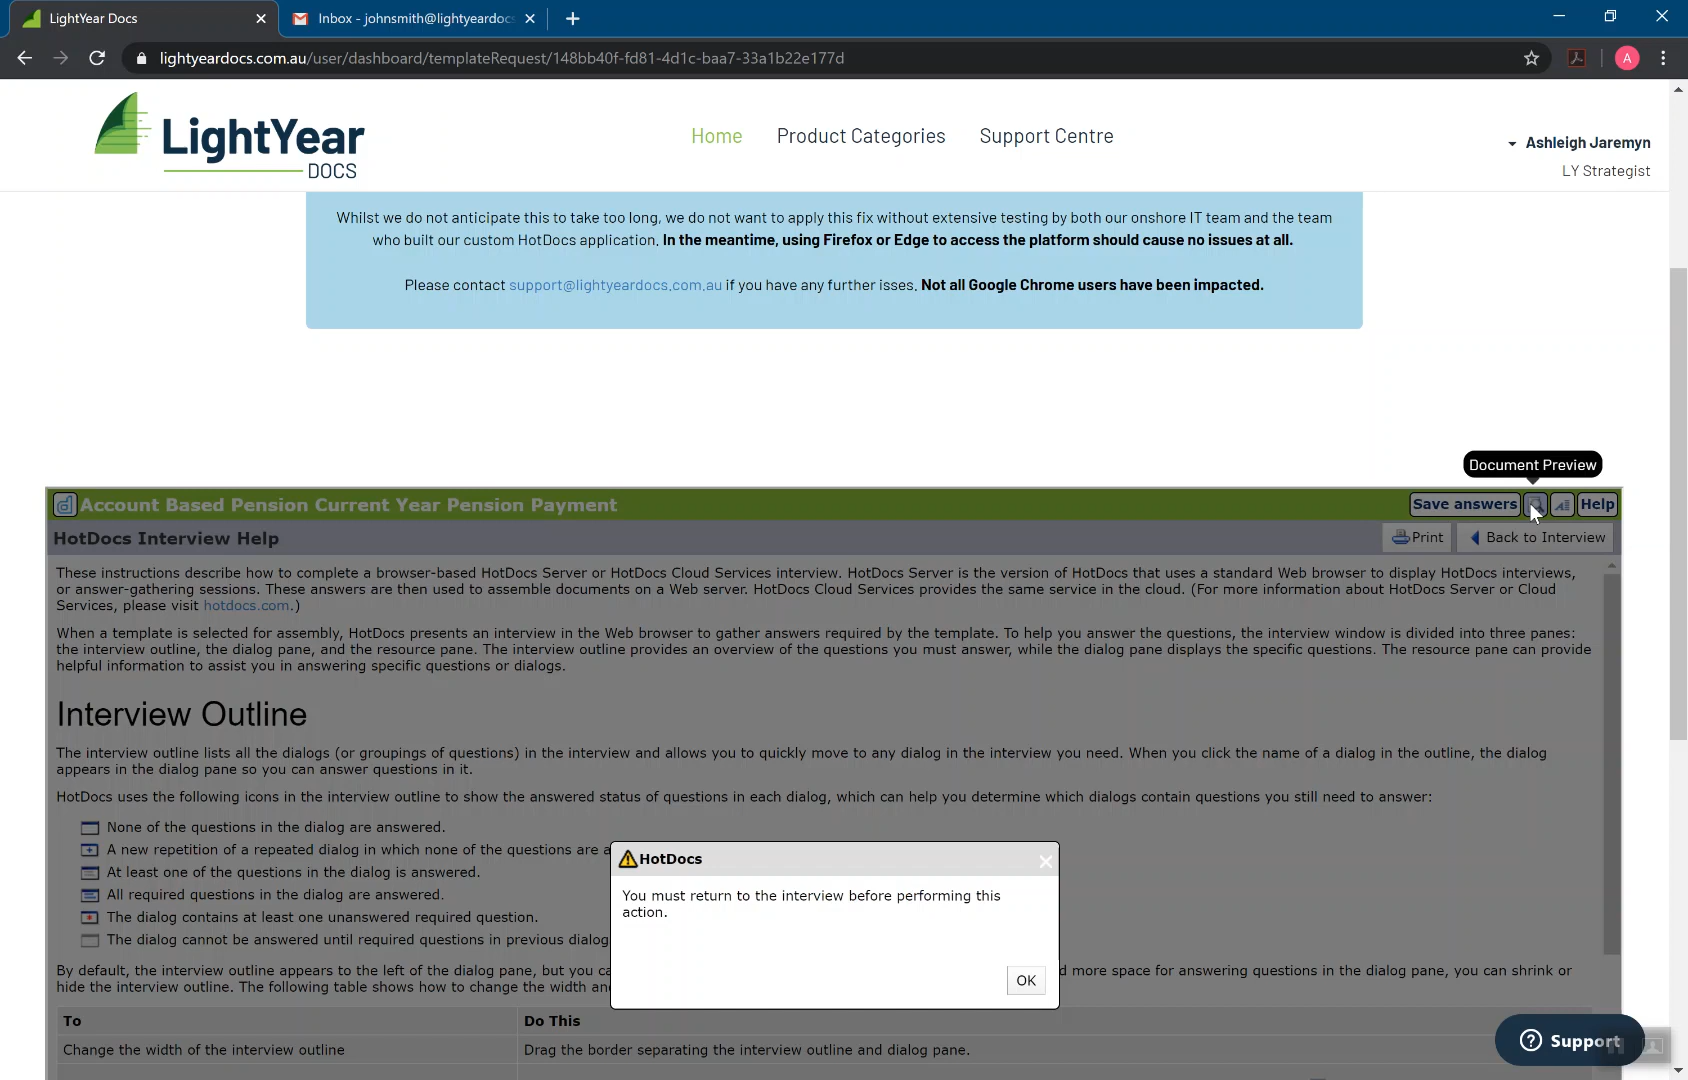 LightYear Docs
Inbox - johnsmith@lightyeardocs
lightyeardocs.com.au/user/dashboard/templateRequest/148bb40f-fd81-4d1c-baa7-33a1b22e177d
A
LightYear
DOCS
Home
Product Categories
Support Centre
Ashleigh Jaremyn
LY Strategist
Whilst we do not anticipate this to take too long, we do not want to apply this fix without extensive testing by both our onshore IT team and the team
who built our custom HotDocs application. In the meantime, using Firefox or Edge to access the platform should cause no issues at all.
Please contact support@lightyeardocs.com.au if you have any further isses. Not all Google Chrome users have been impacted.
Document Preview
d Account Based Pension Current Year Pension Payment
Save answers
Help
HotDocs Interview Help
Print
Back to Interview
These instructions describe how to complete a browser-based HotDocs Server or HotDocs Cloud Services interview. HotDocs Server is the version of HotDocs that uses a standard Web browser to display HotDocs interviews,
or answer-gathering sessions. These answers are then used to assemble documents on a Web server. HotDocs Cloud Services provides the same service in the cloud. (For more information about HotDocs Server or Cloud
Services, please visit hotdocs.com.)
When a template is selected for assembly, HotDocs presents an interview in the Web browser to gather answers required by the template. To help you answer the questions, the interview window is divided into three panes:
the interview outline, the dialog pane, and the resource pane. The interview outline provides an overview of the questions you must answer, while the dialog pane displays the specific questions. The resource pane can provide
helpful information to assist you in answering specific questions or dialogs.
Interview Outline
The interview outline lists all the dialogs (or groupings of questions) in the interview and allows you to quickly move to any dialog in the interview you need. When you click the name of a dialog in the outline, the dialog
appears in the dialog pane so you can answer questions in it.
HotDocs uses the following icons in the interview outline to show the answered status of questions in each dialog, which can help you determine which dialogs contain questions you still need to answer:
None of the questions in the dialog are answered.
A new repetition of a repeated dialog in which none of the questions are a
At least one of the questions in the dialog is answered.
All required questions in the dialog are answered.
The dialog contains at least one unanswered required question.
The dialog cannot be answered until required questions in previous dialog
HotDocs
You must return to the interview before performing this
action.
OK
By default, the interview outline appears to the left of the dialog pane, but you ca d more space for answering questions in the dialog pane, you can shrink or
hide the interview outline. The following table shows how to change the width an
To
Do This
Change the width of the interview outline
Drag the border separating the interview outline and dialog pane.
? Support